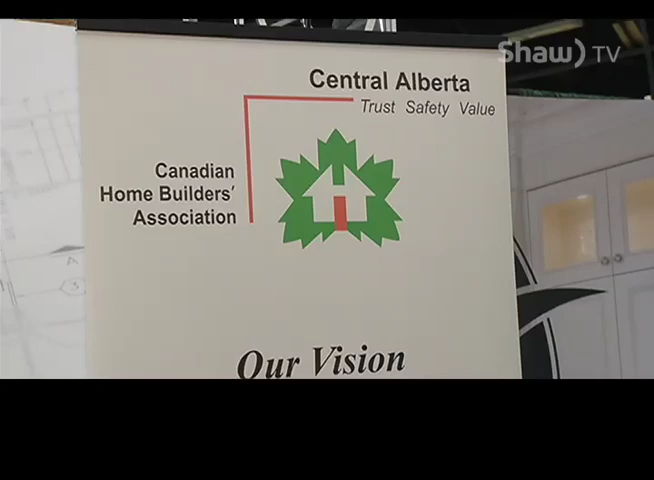 Shaw) TV
Central Alberta
Trust Safety Value
Canadian
Home Builders'
Association
Our Vision